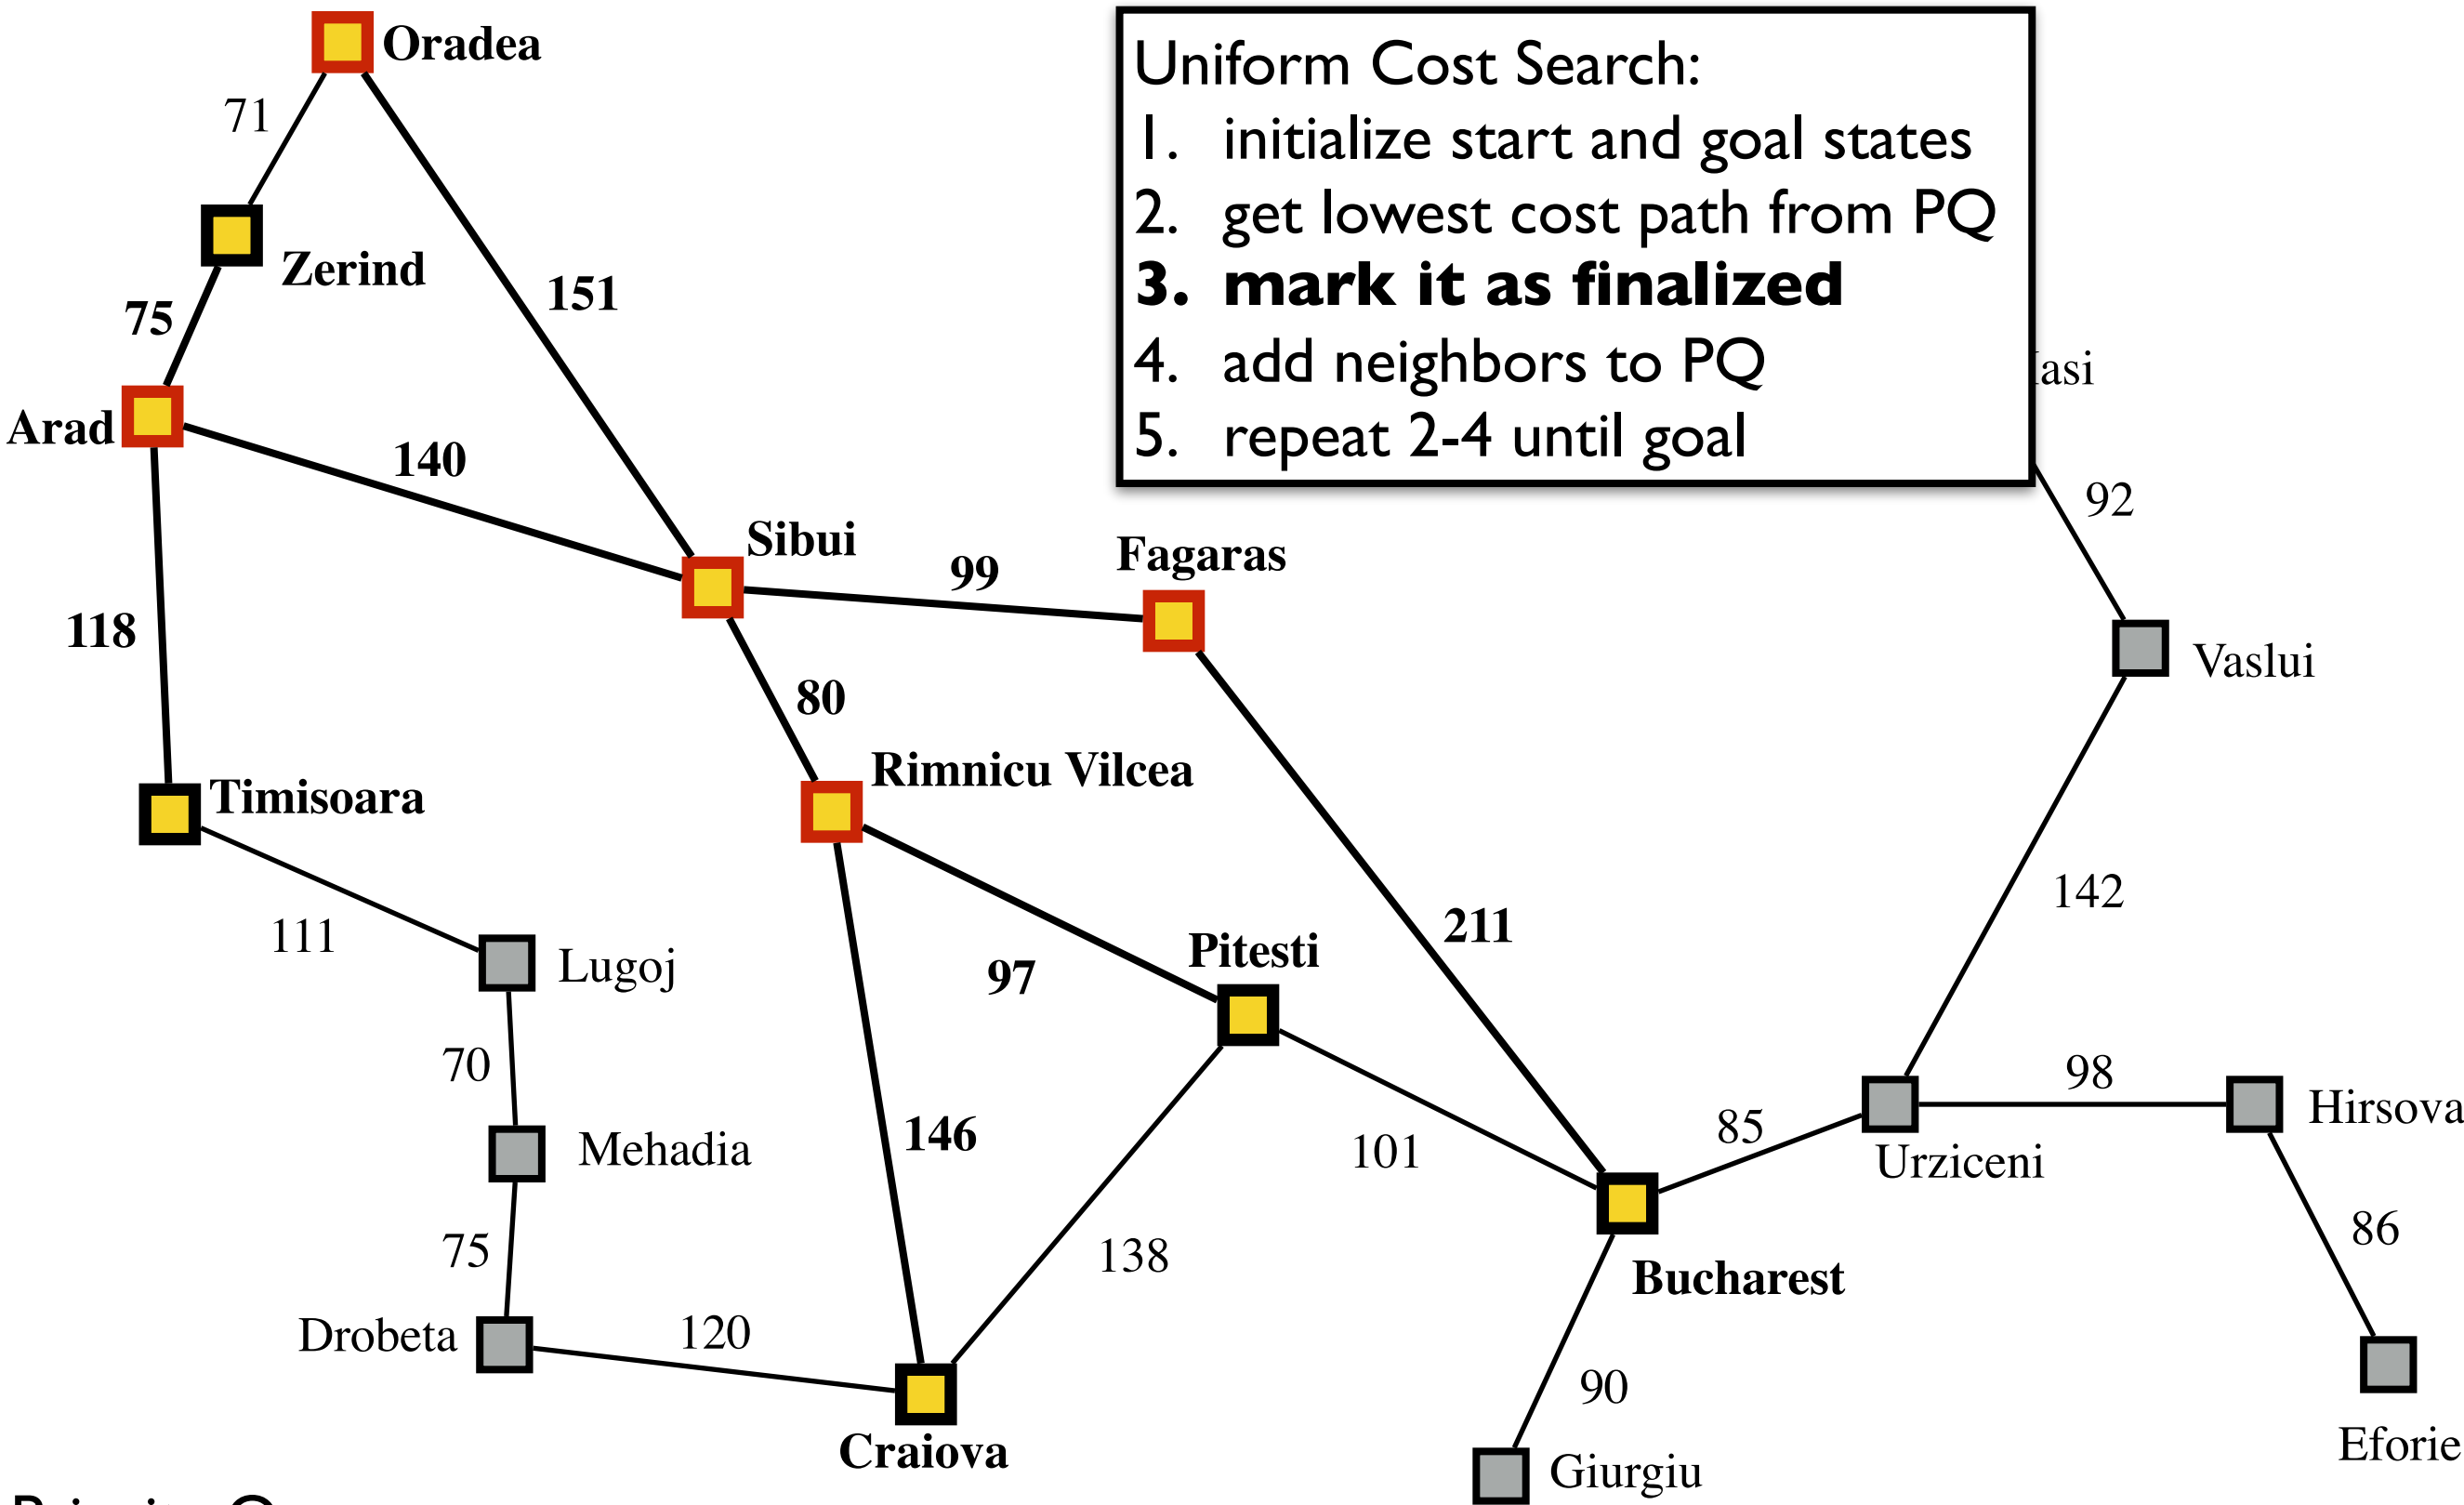 Oradea
Uniform Cost Search:
1. initialize start and goal states
2. get lowest cost path from PQ
3. mark it as finalized
4. add neighbors to PQ
5. repeat 2-4 until goal
71
Zerind
151
75
Iasi
Arad
140
92
Sibui
99
Fagaras
118
Vaslui
80
Rimnicu Vilcea
Timisoara
142
111
211
Pitesti
Lugoj
97
70
98
Hirsova
146
85
Mehadia
101
Urziceni
75
138
86
Bucharest
Drobeta
120
90
Craiova
Eforie
Giurgiu